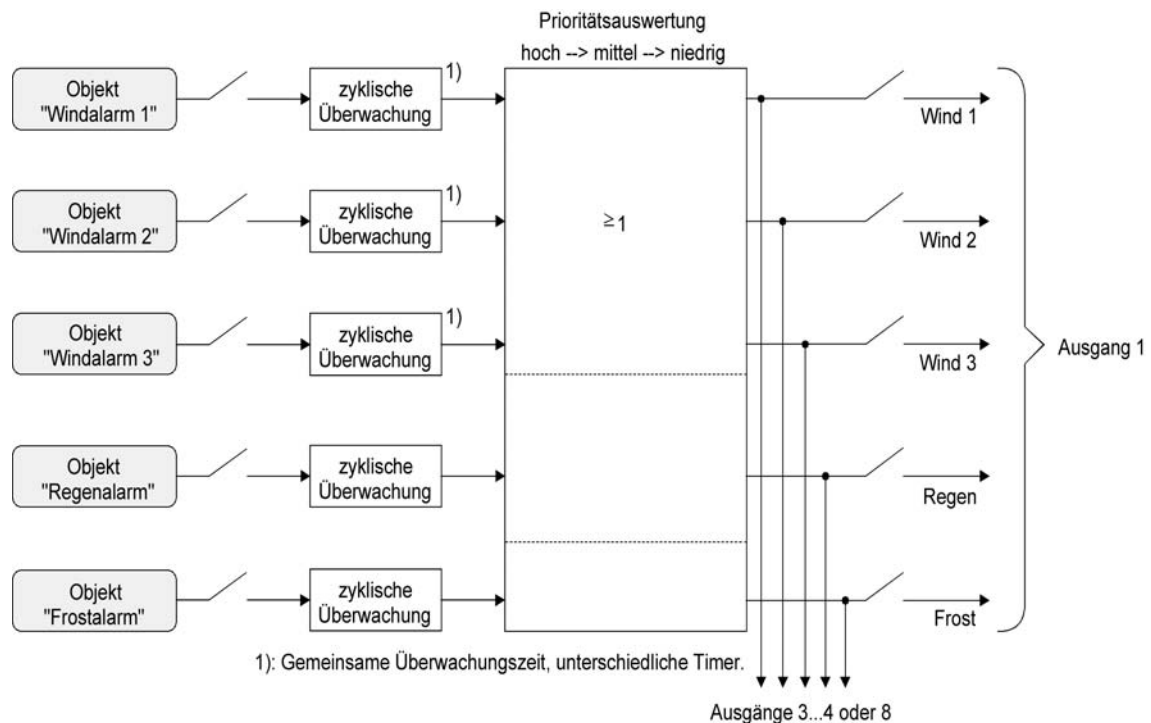 Prioritätsauswertung
hoch --> mittel --> niedrig
Objekt
"Windalarm 1"
zyklische
Überwachung
1)
Wind 1
Objekt
"Windalarm 2"
zyklische
Überwachung
1)
≥1
Wind 2
Objekt
"Windalarm 3"
zyklische
Überwachung
1)
Wind 3
Ausgang 1
Objekt
"Regenalarm"
zyklische
Überwachung
Regen
Objekt
"Frostalarm"
zyklische
Überwachung
Frost
1): Gemeinsame Überwachungszeit, unterschiedliche Timer.
Ausgänge 3...4 oder 8